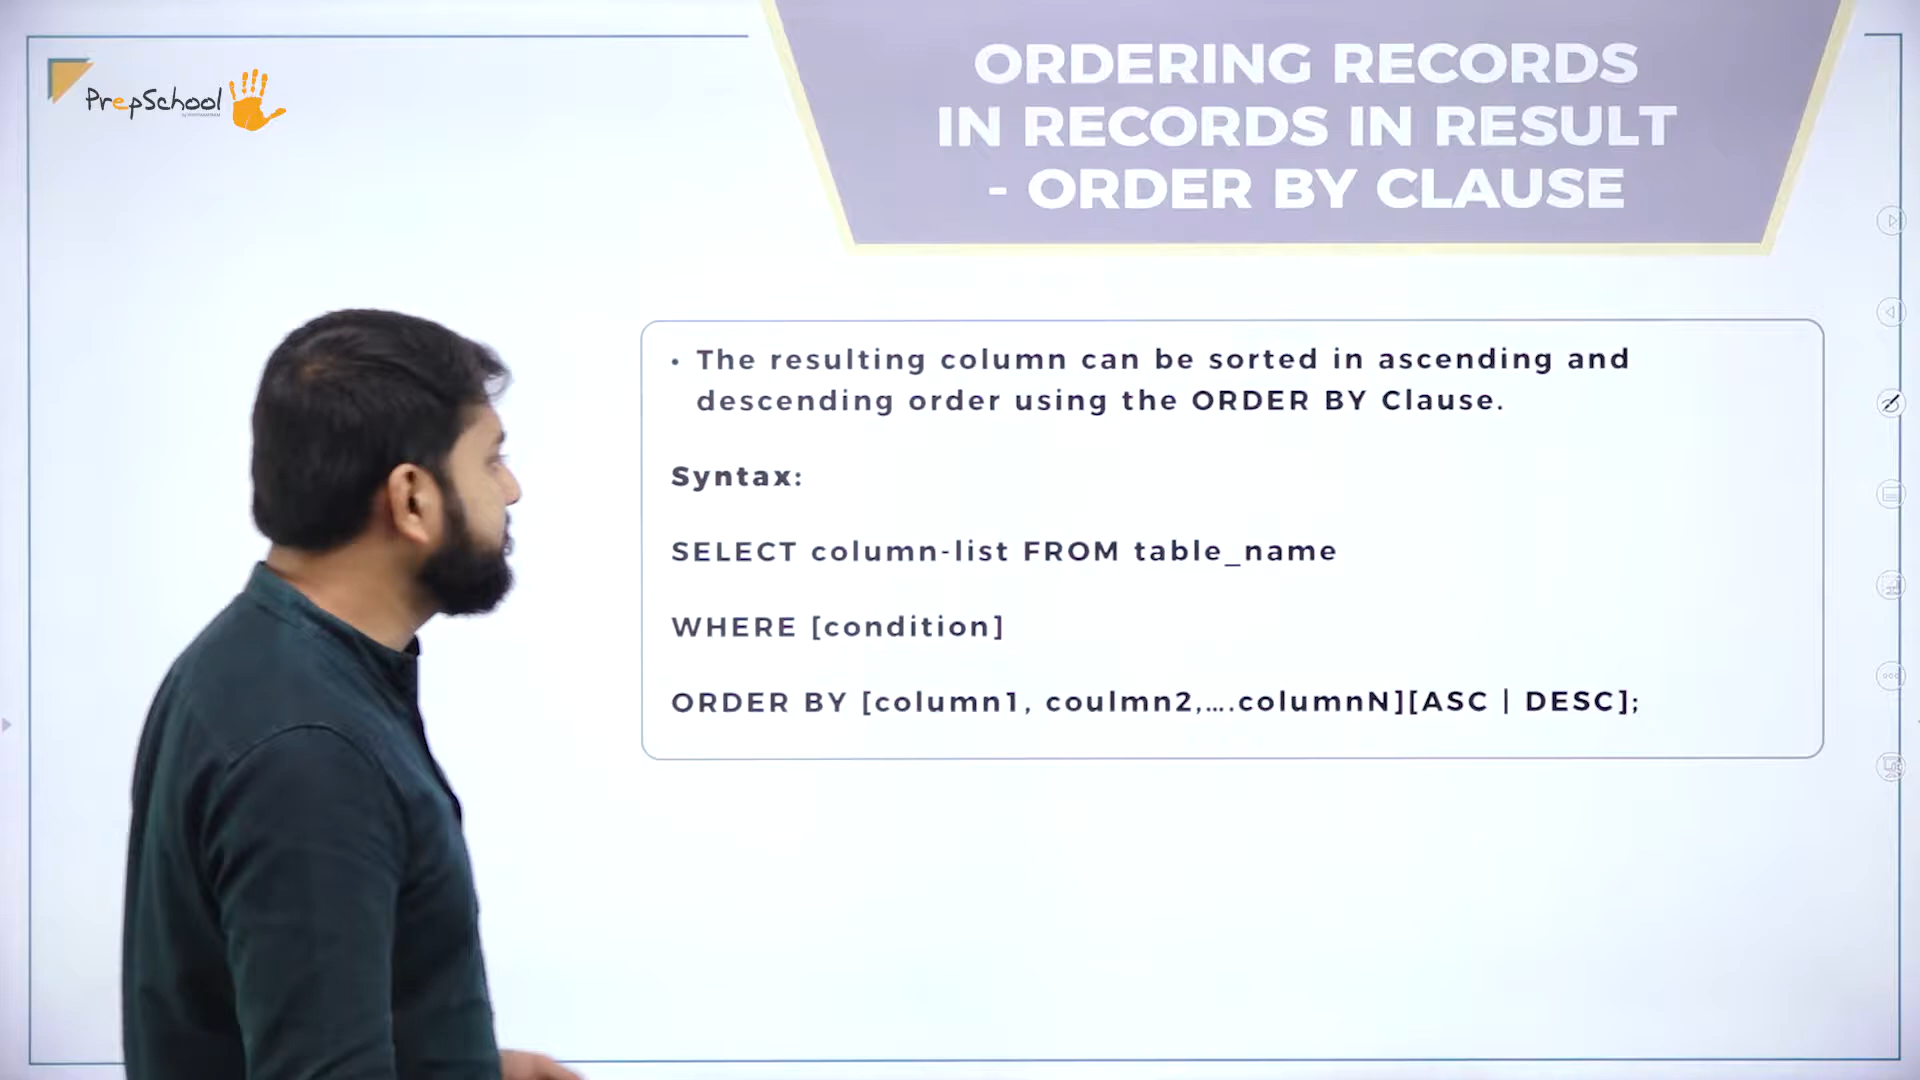 PrepSchool
ORDERING RECORDS
IN RECORDS IN RESULT
- ORDER BY CLAUSE
• The resulting column can be sorted in ascending and
descending order using the ORDER BY Clause.
Syntax:
SELECT column-list FROM table_name
WHERE [condition]
ORDER BY [column1, coulmn2,....columnN][ASC | DESC];